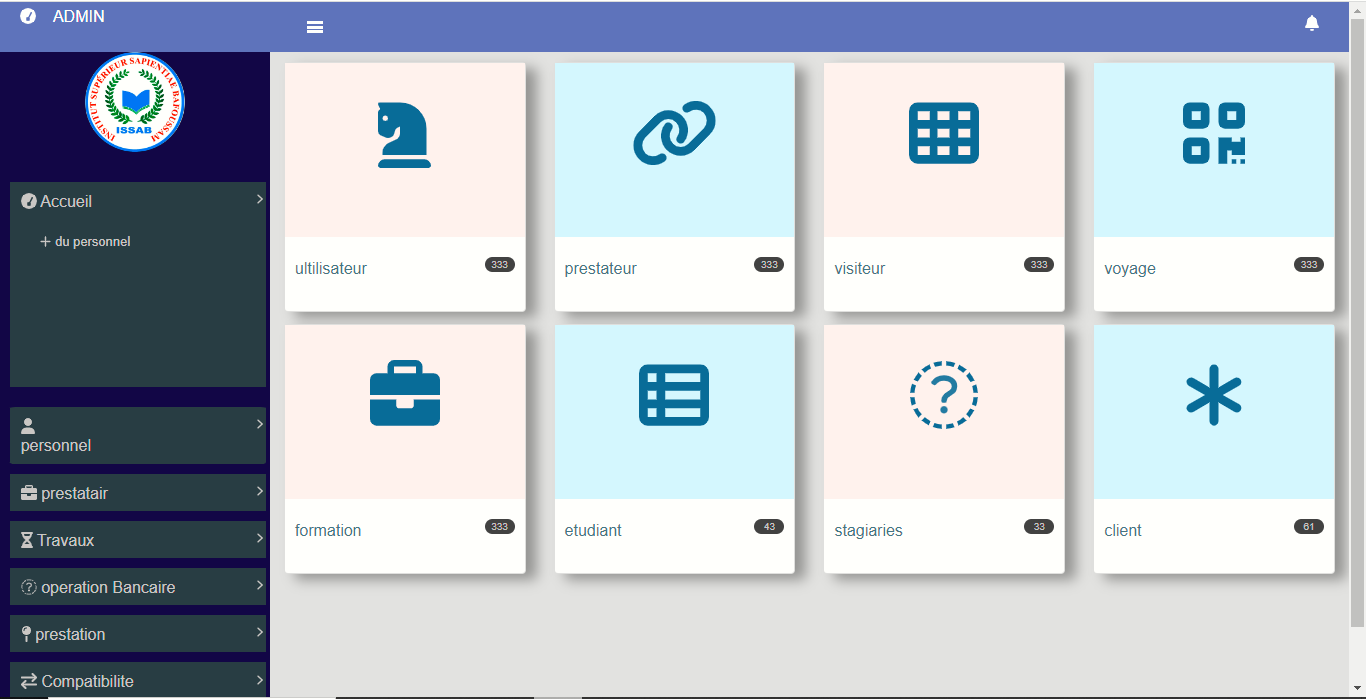 ADMIN
INSTITUT SUPÉRIEUR SAPIENTIAE BAFOUSSAM
ISSAB
Accueil
+ du personnel
personnel
prestatair
Travaux
operation Bancaire
prestation
Compatibilite
ultilisateur 333
prestateur 333
visiteur 333
voyage 333
formation 333
etudiant 43
stagiaries 33
client 61